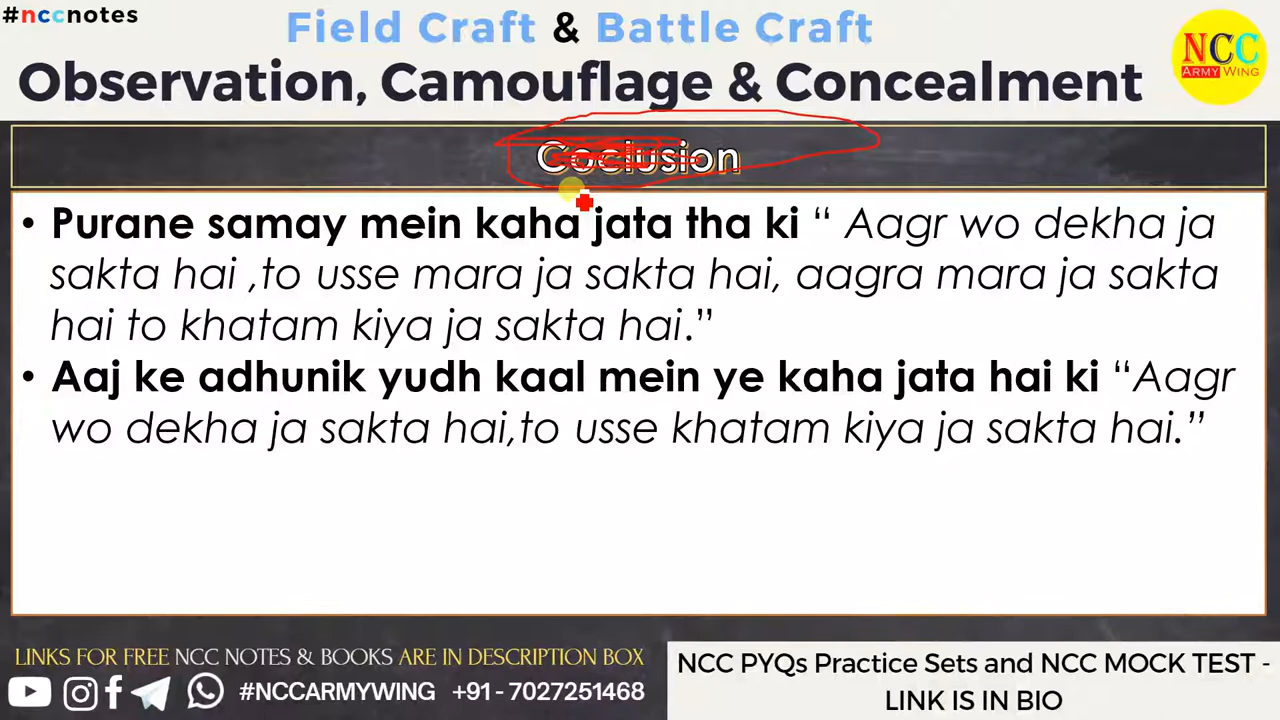 #nccnotes
Field Craft & Battle Craft
Observation, Camouflage & Concealment
NCC
ARMY WING
Coclusion
• Purane samay mein kaha jata tha ki “ Aagr wo dekha ja
sakta hai ,to usse mara ja sakta hai, aagra mara ja sakta
hai to khatam kiya ja sakta hai.”
• Aaj ke adhunik yudh kaal mein ye kaha jata hai ki “Aagr
wo dekha ja sakta hai,to usse khatam kiya ja sakta hai.”
LINKS FOR FREE NCC NOTES & BOOKS ARE IN DESCRIPTION BOX
#NCCARMYWING +91 - 7027251468
NCC PYQs Practice Sets and NCC MOCK TEST -
LINK IS IN BIO